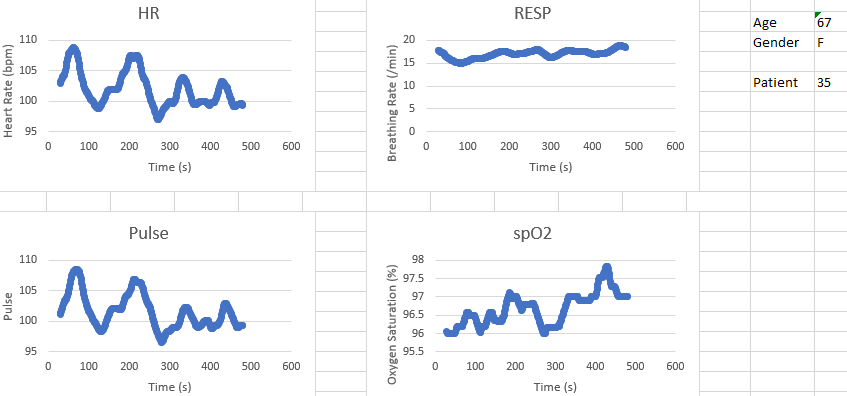 HR
Heart Rate (bpm)
110
105
100
95
0 100 200 300 400 500 600
Time (s)
RESP
Breathing Rate (/min)
20
15
10
5
0
0 100 200 300 400 500 600
Time (s)
Age 67
Gender F
Patient 35
Pulse
Pulse
110
105
100
95
0 100 200 300 400 500 600
Time (s)
spO2
Oxygen Saturation (%)
98
97.5
97
96.5
96
95.5
0 100 200 300 400 500 600
Time (s)